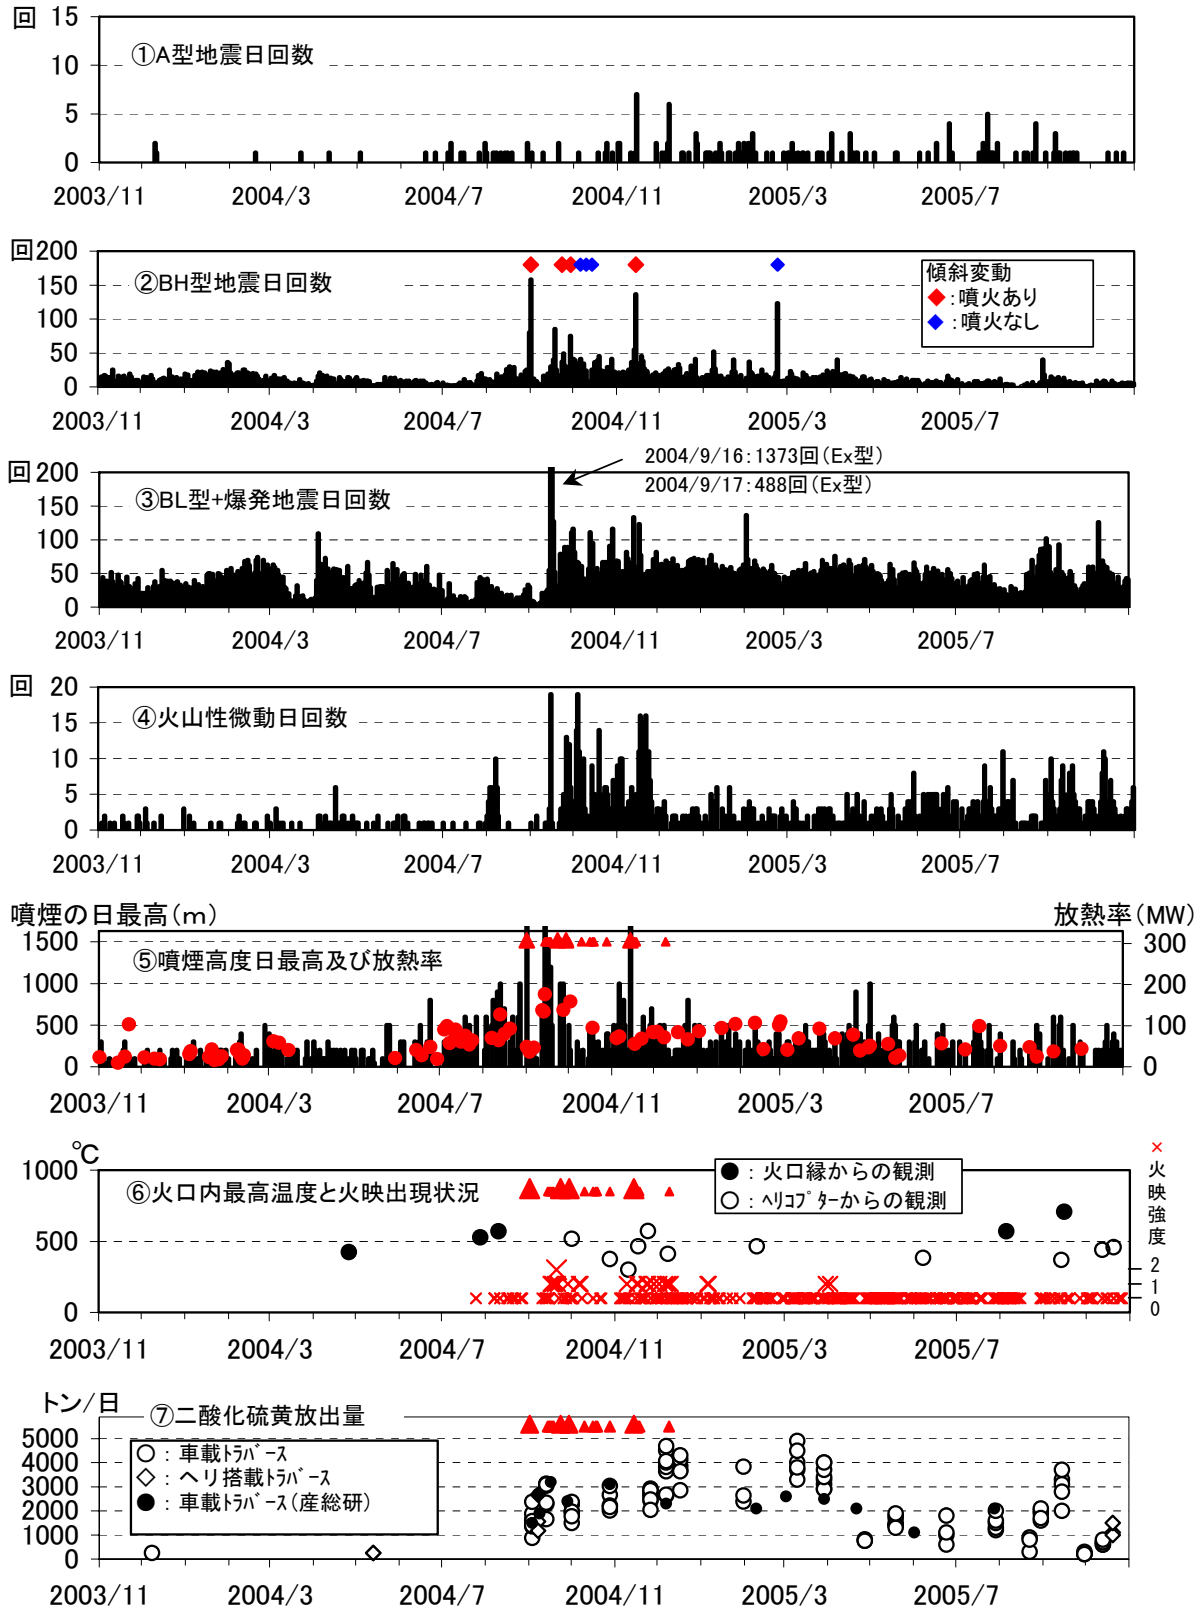 回 15
①A型地震日回数
10
5
0
2003/11 2004/3 2004/7 2004/11 2005/3 2005/7
回 200
②BH型地震日回数
傾斜変動
◆:噴火あり
◆:噴火なし
150
100
50
0
2003/11 2004/3 2004/7 2004/11 2005/3 2005/7
2004/9/16:1373回(Ex型)
回 200
2004/9/17:488回(Ex型)
③BL型+爆発地震日回数
150
100
50
0
2003/11 2004/3 2004/7 2004/11 2005/3 2005/7
回 20
④火山性微動日回数
15
10
5
0
2003/11 2004/3 2004/7 2004/11 2005/3 2005/7
噴煙の日最高(m) 放熱率(MW)
1500 300
⑤噴煙高度日最高及び放熱率
1000 200
500 100
0 0
2003/11 2004/3 2004/7 2004/11 2005/3 2005/7
℃
1000
⑥火口内最高温度と火映出現状況
●:火口縁からの観測
○:ヘリコプターからの観測
×火映強度
500
2
1
0 0
2003/11 2004/3 2004/7 2004/11 2005/3 2005/7
トン/日
⑦二酸化硫黄放出量
5000
○:車載トラバース
4000
◇:ヘリ搭載トラバース
3000
●:車載トラバース(産総研)
2000
1000
0
2003/11 2004/3 2004/7 2004/11 2005/3 2005/7